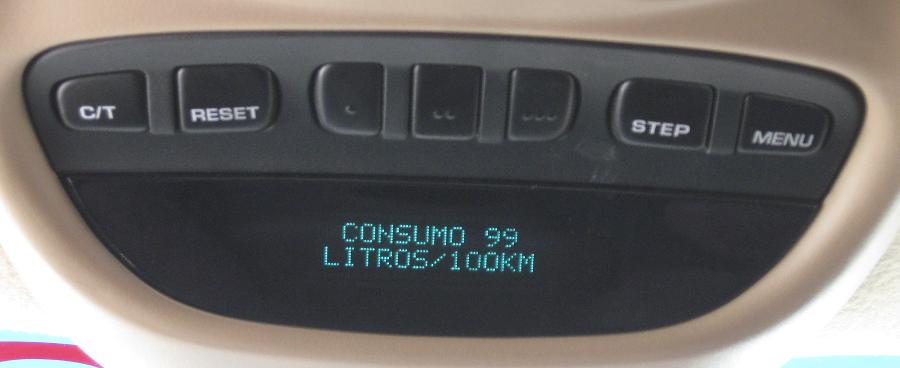 C/T RESET STEP MENU
CONSUMO 99
LITROS/100KM